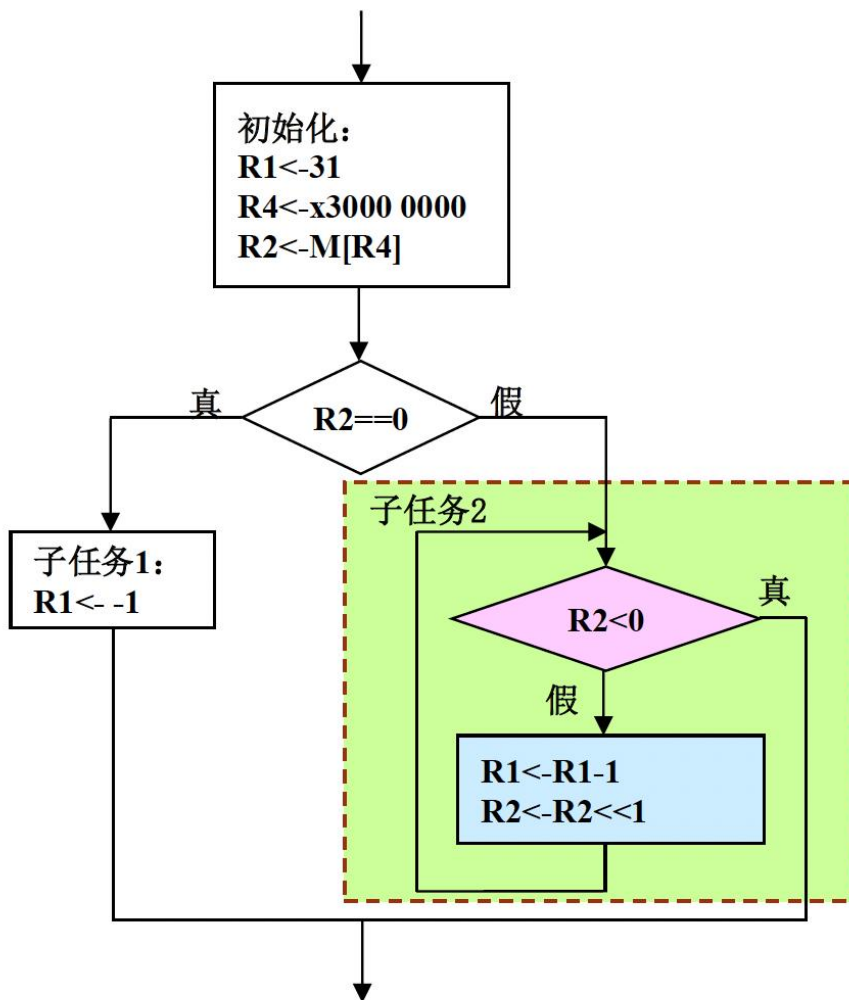 初始化：
R1<-31
R4<-x3000 0000
R2<-M[R4]
真
R2==0
假
子任务1：
R1<- -1
子任务2
R2<0
真
假
R1<-R1-1
R2<-R2<<1